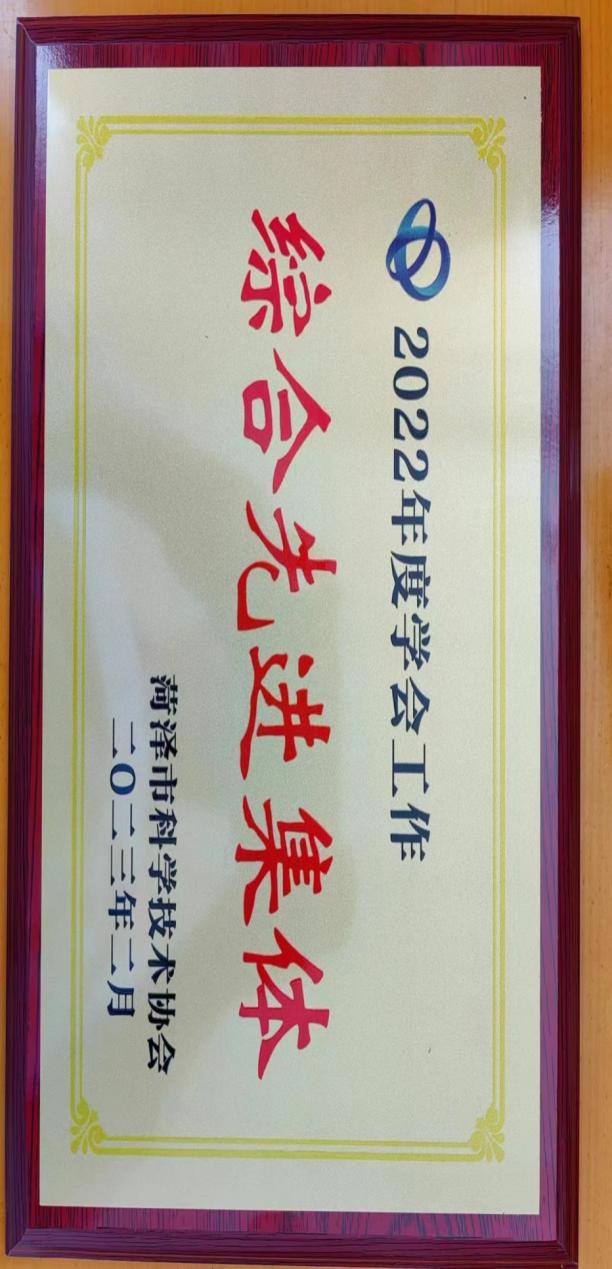 2022年度学会工作
综合先进集体
菏泽市科学技术协会
二〇二三年二月